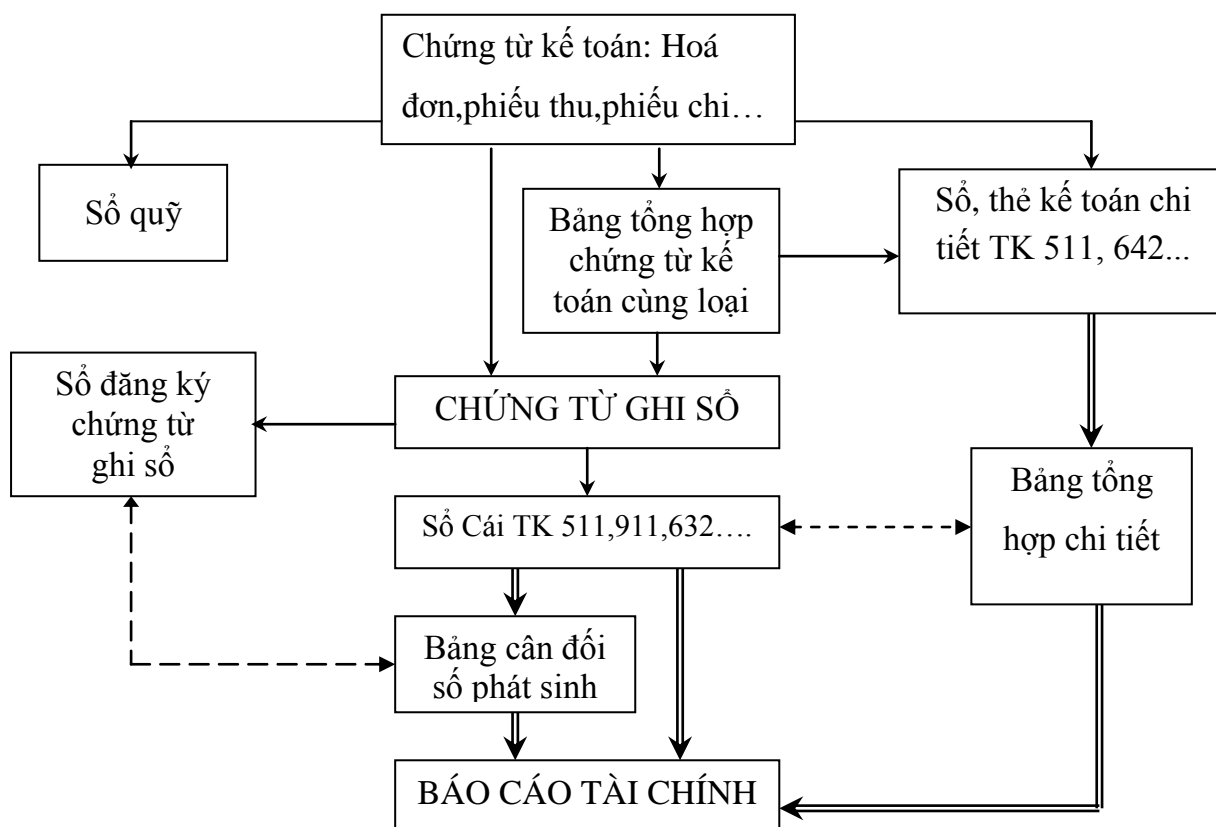 Chứng từ kế toán: Hoá
đơn,phiếu thu,phiếu chi…
Sổ quỹ
Bảng tổng hợp
chứng từ kế
toán cùng loại
Sổ, thẻ kế toán chi
tiết TK 511, 642...
Sổ đăng ký
chứng từ
ghi sổ
CHỨNG TỪ GHI SỔ
Sổ Cái TK 511,911,632….
Bảng tổng
hợp chi tiết
Bảng cân đối
số phát sinh
BÁO CÁO TÀI CHÍNH